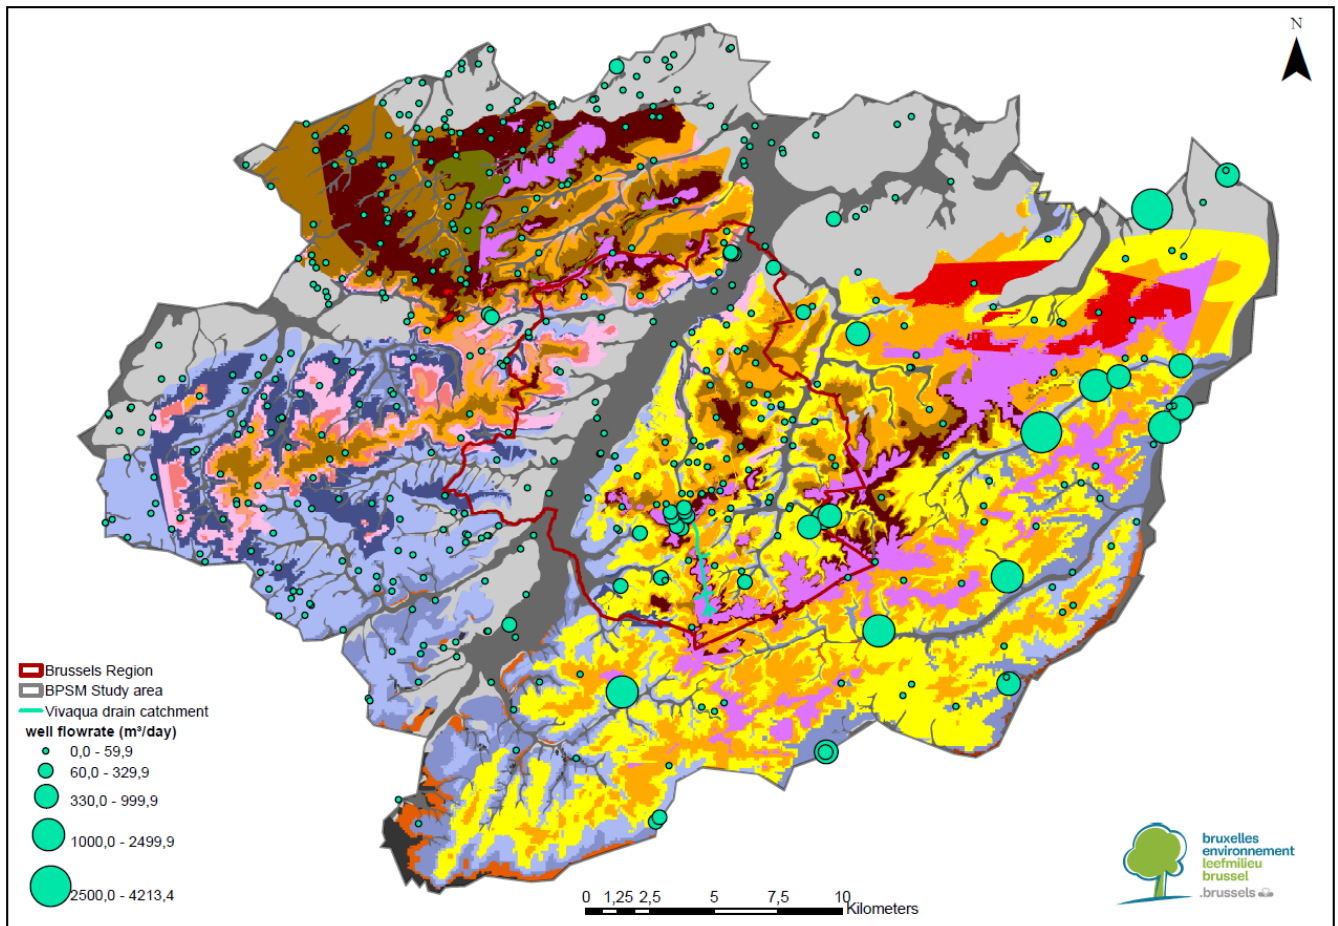 N
Brussels Region
BPSM Study area
Vivaqua drain catchment
well flowrate (m³/day)
0,0 - 59,9
60,0 - 329,9
330,0 - 999,9
1000,0 - 2499,9
2500,0 - 4213,4
0 1,25 2,5 5 7,5 10
Kilometers
bruxelles
environnement
leefmilieu
brussel
.brussels